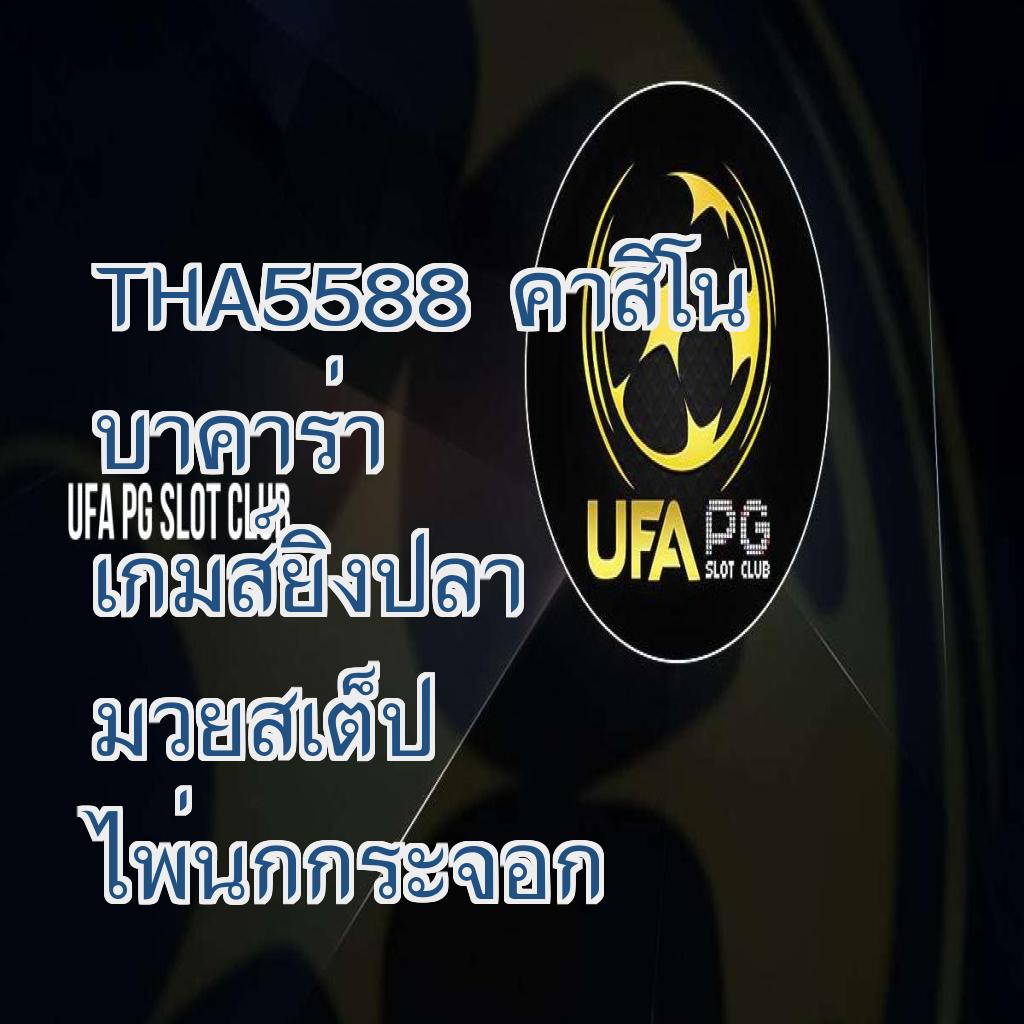 THA5588 คาสิโน
บาคาร่า
UFA PG SLOT CLUB
เกมส์ยิงปลา
มวยสเต็ป
ไพ่นกกระจอก
UFA PG
SLOT CLUB